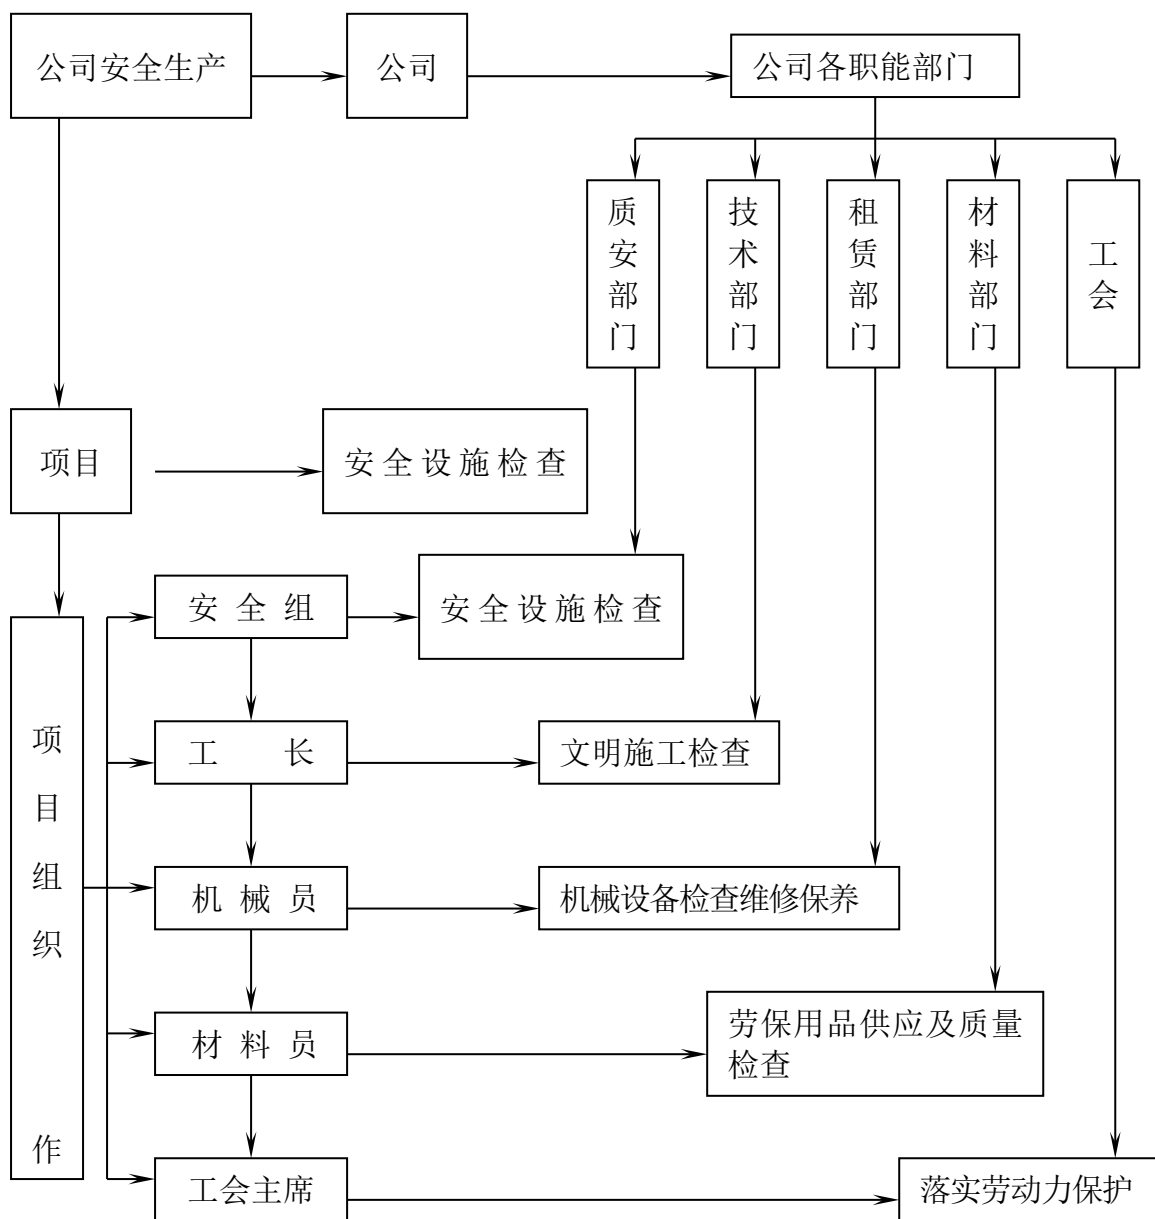 公司安全生产
公司
公司各职能部门
质安部门
技术部门
租赁部门
材料部门
工会
项目
安全设施检查
安全组
安全设施检查
项目组织
作
工 长
文明施工检查
机械员
机械设备检查维修保养
材料员
劳保用品供应及质量
检查
工会主席
落实劳动力保护